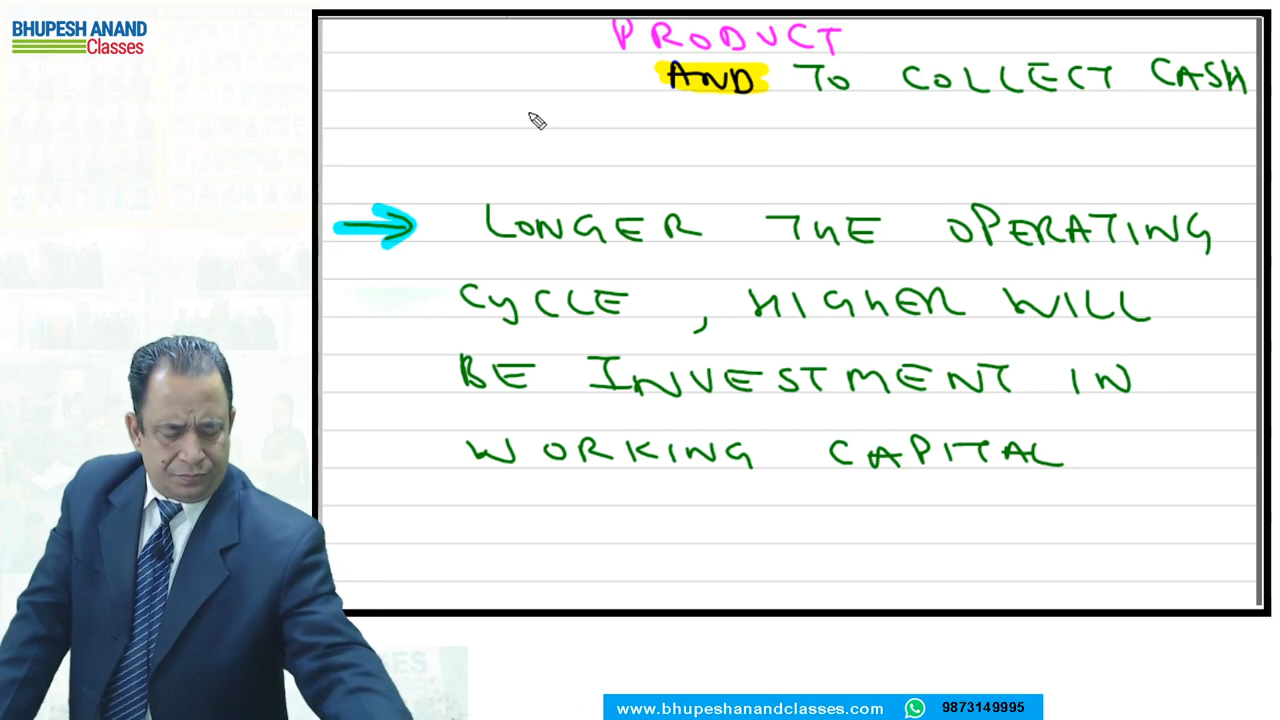 BHUPESH ANAND
Classes
PRODUCT
AND TO COLLECT CASH
LONGER THE OPERATING
CYCLE, HIGHER WILL
BE INVESTMENT IN
WORKING CAPITAL
www.bhupeshanandclasses.com 9873149995